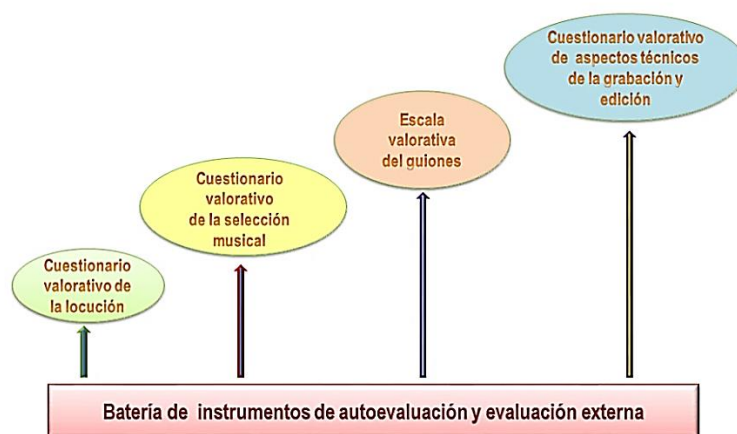 Cuestionario valorativo
de aspectos técnicos
de la grabación y
edición
Escala
valorativa
del guiones
Cuestionario
valorativo
de la selección
musical
Cuestionario
valorativo de
la locución
Batería de instrumentos de autoevaluación y evaluación externa